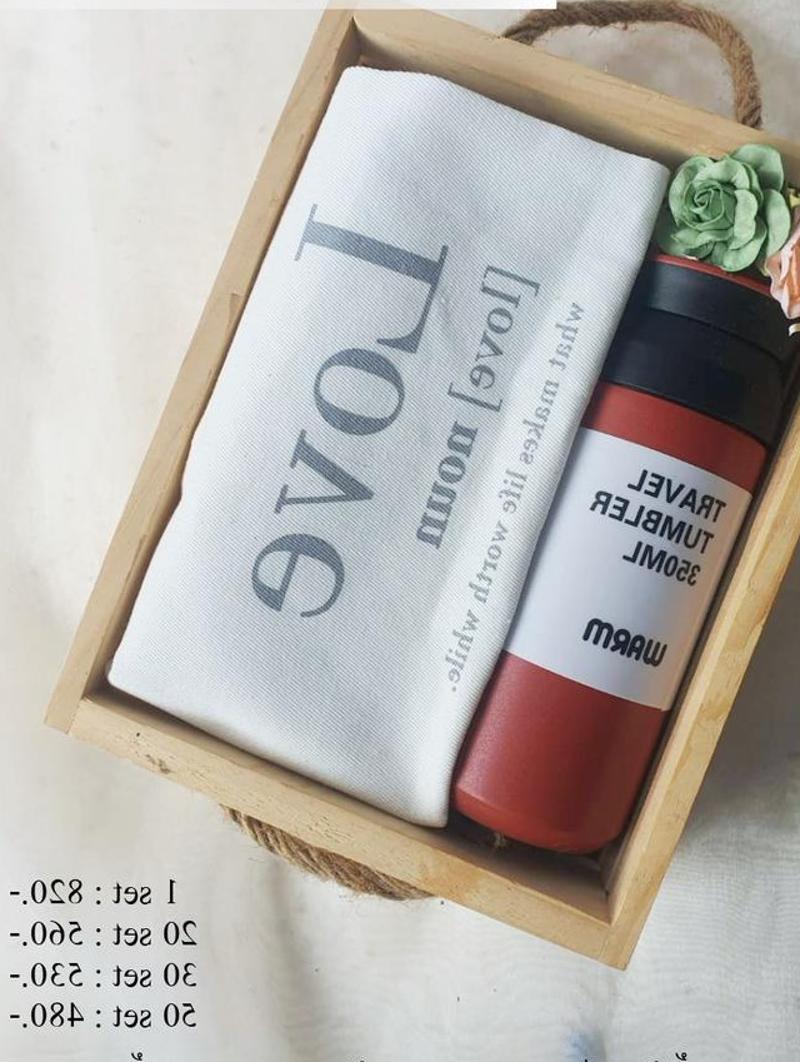 Love
[love] noun
what makes life worth while.
TRAVEL
TUMBLER
350ML
WARM
1 set : 820.-
20 set : 560.-
30 set : 530.-
50 set : 480.-